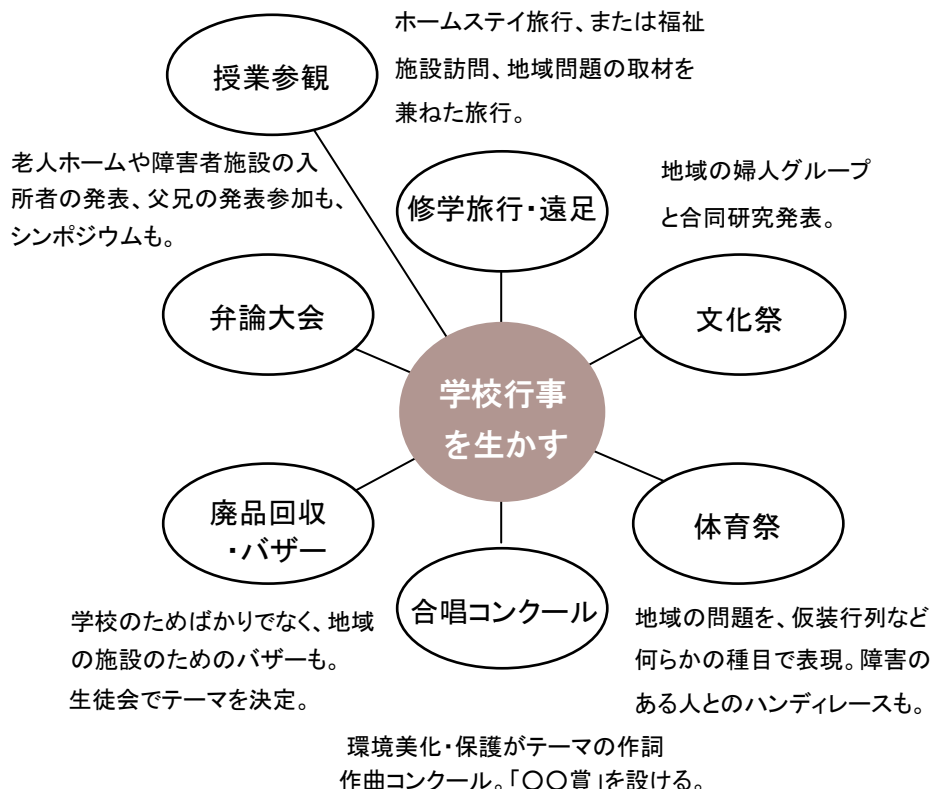 ホームステイ旅行、または福祉
施設訪問、地域問題の取材を
兼ねた旅行。
授業参観
老人ホームや障害者施設の入
所者の発表、父兄の発表参加も、
シンポジウムも。
修学旅行・遠足
地域の婦人グループ
と合同研究発表。
弁論大会
文化祭
学校行事
を生かす
廃品回収
・バザー
体育祭
合唱コンクール
学校のためばかりでなく、地域
の施設のためのバザーも。
生徒会でテーマを決定。
地域の問題を、仮装行列など
何らかの種目で表現。障害の
ある人とのハンディレースも。
環境美化・保護がテーマの作詞
作曲コンクール。「〇〇賞」を設ける。